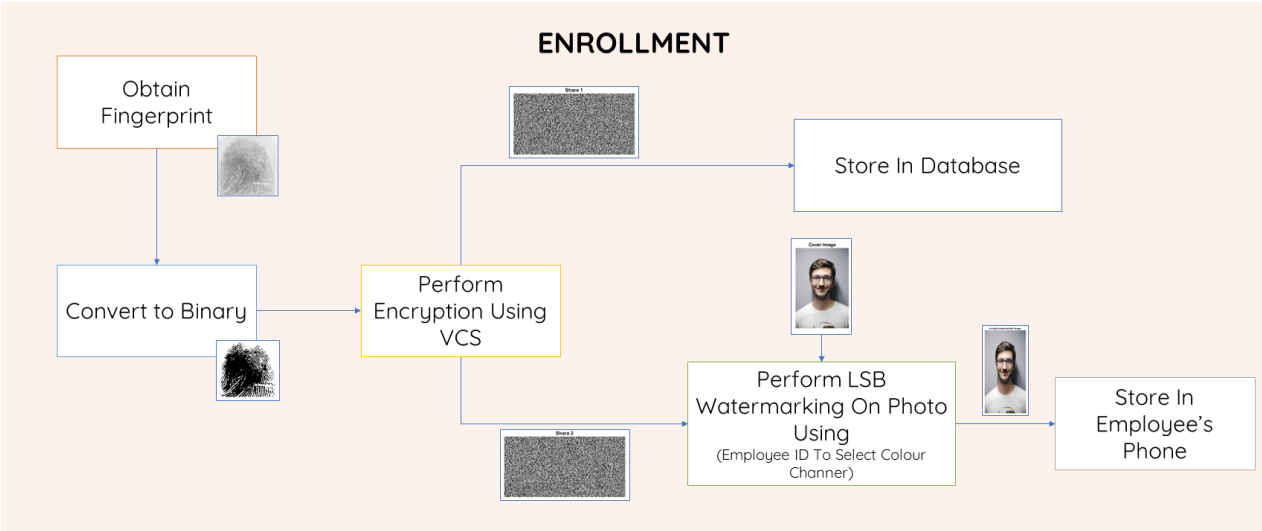 ENROLLMENT
Obtain
Fingerprint
Share 1
Store In Database
Cover Image
Convert to Binary
Perform
Encryption Using
VCS
Perform LSB
Watermarking On Photo
Using
(Employee ID To Select Colour
Channer)
Store In
Employee's
Phone
Share 2